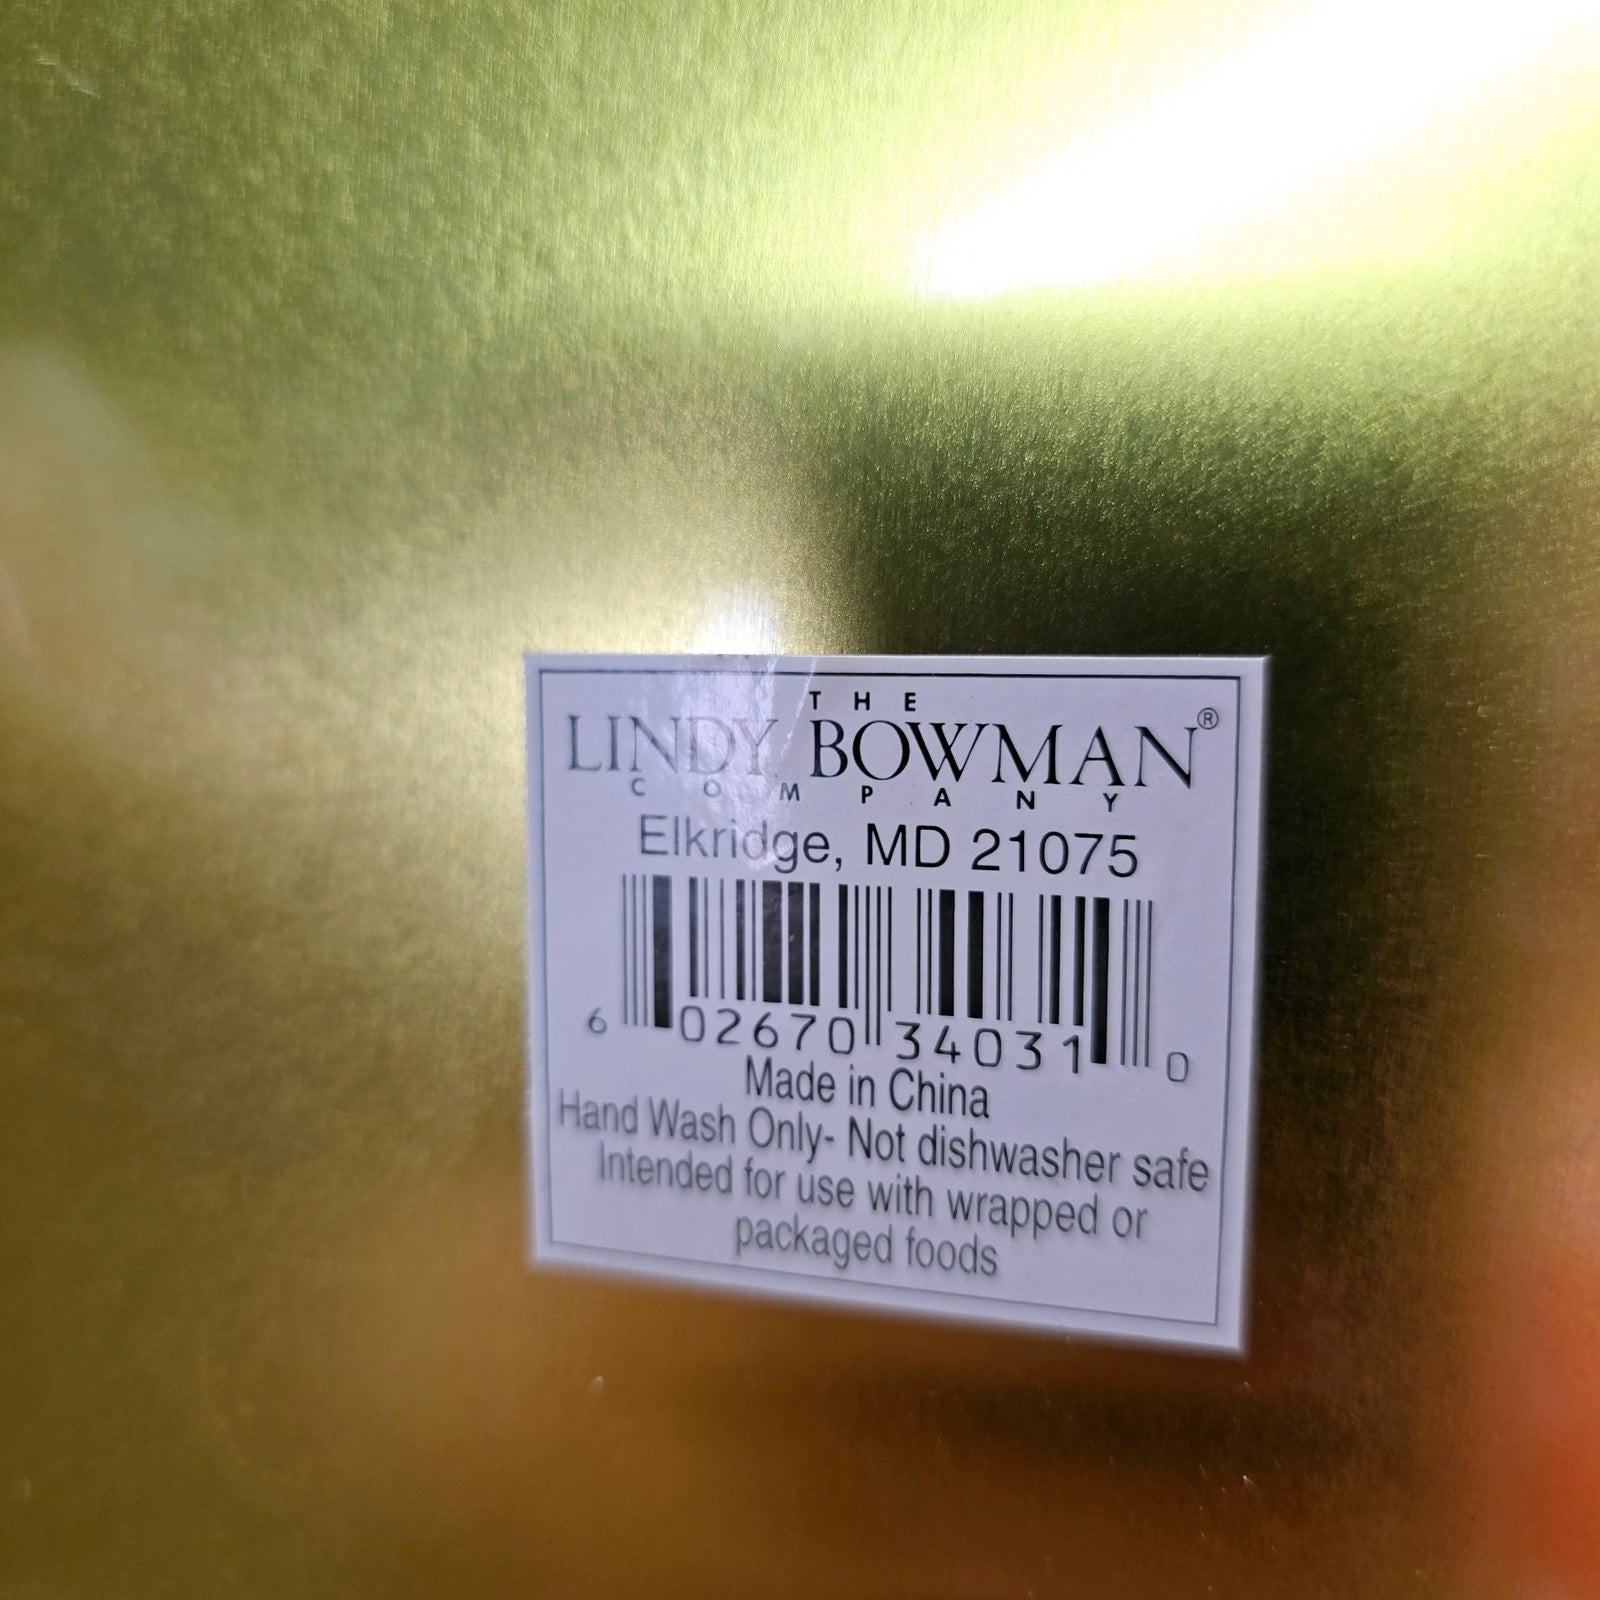 THE
LINDY BOWMAN®
COMPANY
Elkridge, MD 21075
6 02670 34031 0
Made in China
Hand Wash Only- Not dishwasher safe
Intended for use with wrapped or
packaged foods